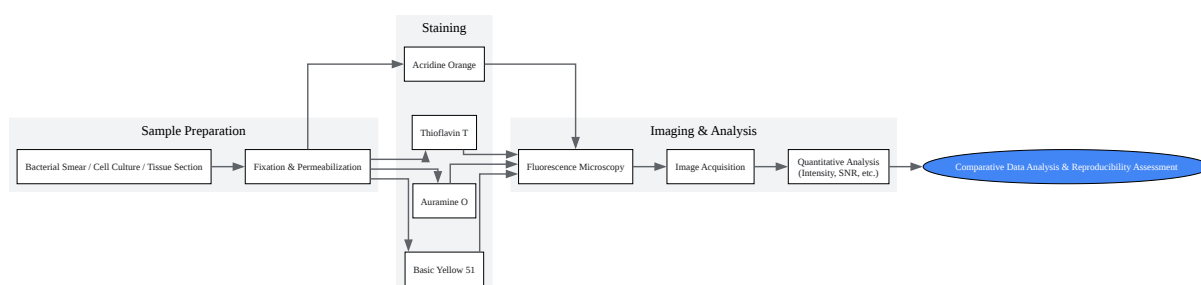 Staining
Acridine Orange
Sample Preparation
Bacterial Smear / Cell Culture / Tissue Section
Fixation & Permeabilization
Thioflavin T
Auramine O
Basic Yellow 51
Imaging & Analysis
Fluorescence Microscopy
Image Acquisition
Quantitative Analysis
(Intensity, SNR, etc.)
Comparative Data Analysis & Reproducibility Assessment